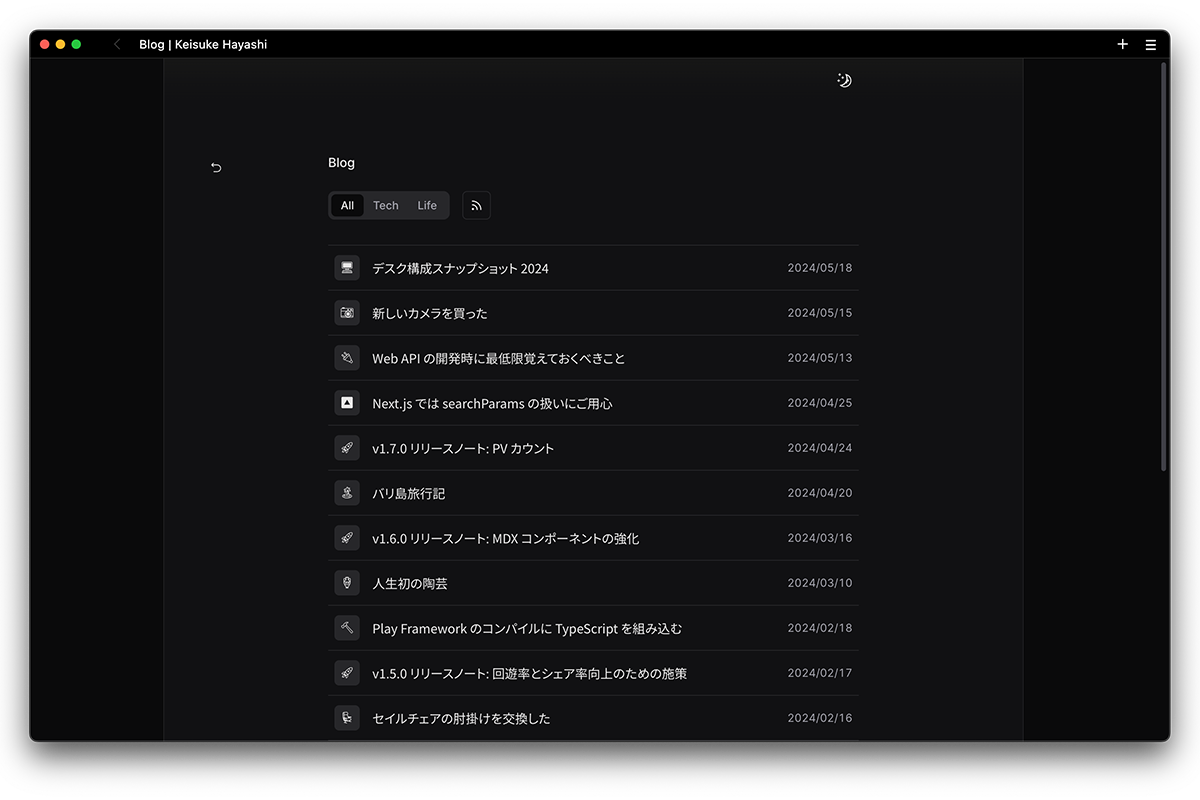 Blog | Keisuke Hayashi
Blog
All Tech Life
デスク構成スナップショット 2024 2024/05/18
新しいカメラを買った 2024/05/15
Web API の開発時に最低限覚えておくべきこと 2024/05/13
Next.js では searchParams の扱いにご用心 2024/04/25
v1.7.0 リリースノート: PV カウント 2024/04/24
バリ島旅行記 2024/04/20
v1.6.0 リリースノート: MDX コンポーネントの強化 2024/03/16
人生初の陶芸 2024/03/10
Play Framework のコンパイルに TypeScript を組み込む 2024/02/18
v1.5.0 リリースノート: 回遊率とシェア率向上のための施策 2024/02/17
セイルチェアの肘掛けを交換した 2024/02/16